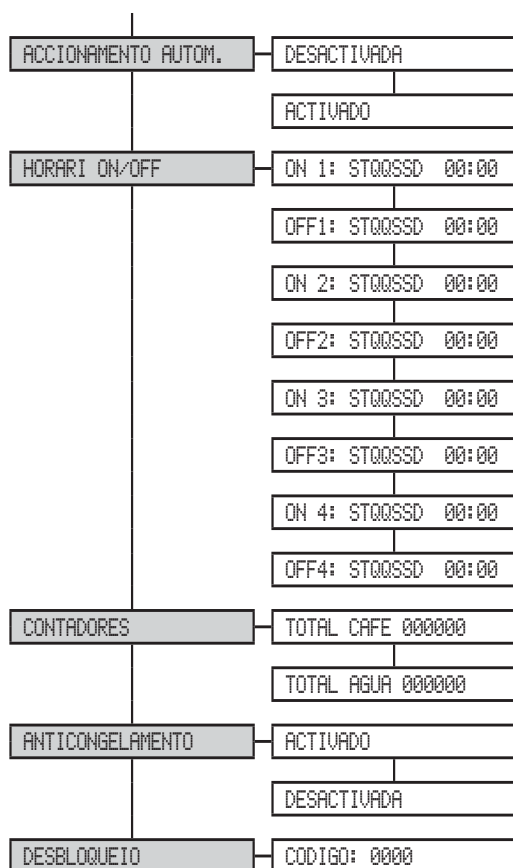 ACCIONAMENTO AUTOM.
DESACTIVADA
ACTIVADO
HORARI ON/OFF
ON 1: STQQSSD 00:00
OFF1: STQQSSD 00:00
ON 2: STQQSSD 00:00
OFF2: STQQSSD 00:00
ON 3: STQQSSD 00:00
OFF3: STQQSSD 00:00
ON 4: STQQSSD 00:00
OFF4: STQQSSD 00:00
CONTADORES
TOTAL CAFE 000000
TOTAL AGUA 000000
ANTICONGELAMENTO
ACTIVADO
DESACTIVADA
DESBLOQUEIO
CODIGO: 0000